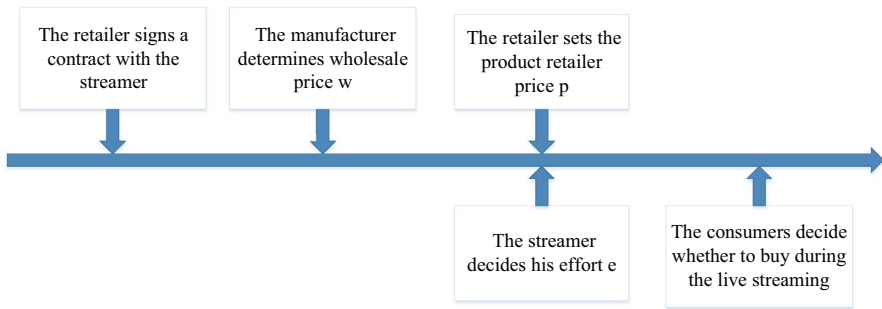 The retailer signs a
contract with the
streamer
The manufacturer
determines wholesale
price w
The retailer sets the
product retailer
price p
The streamer
decides his effort e
The consumers decide
whether to buy during
the live streaming